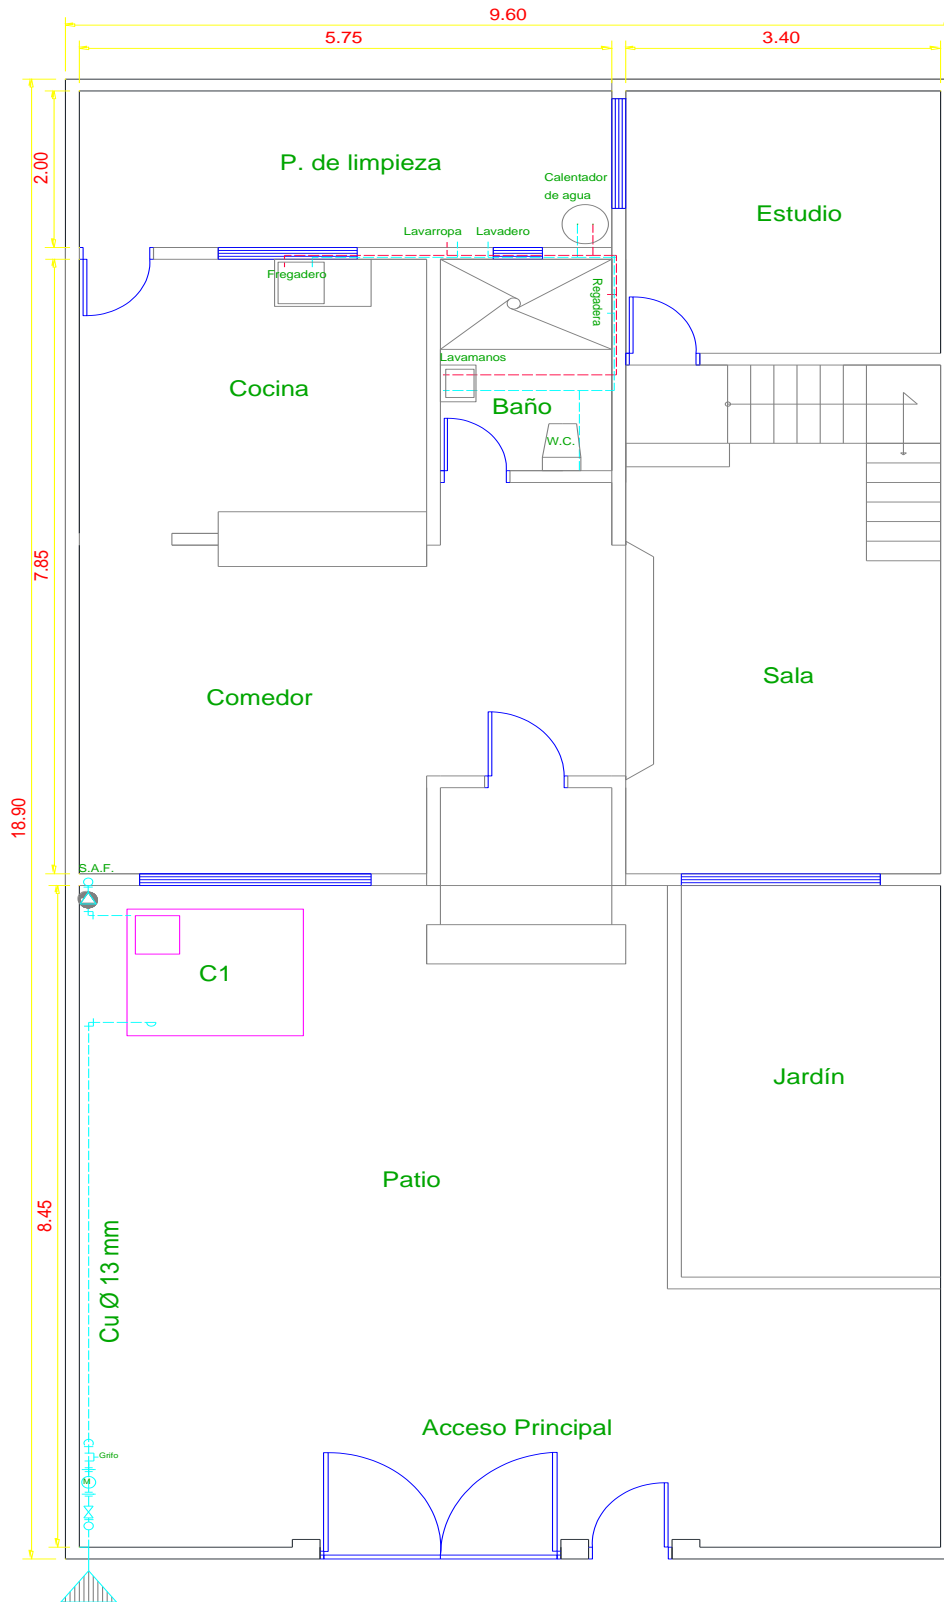 9.60
5.75
3.40
2.00
P. de limpieza
Calentador
de agua
Estudio
Lavarropa
Lavadero
Fregadero
Regadera
Lavamanos
Cocina
Baño
W.C.
7.85
Comedor
Sala
18.90
S.A.F.
C1
Jardín
Patio
8.45
Cu Ø 13 mm
Acceso Principal
Grifo
M